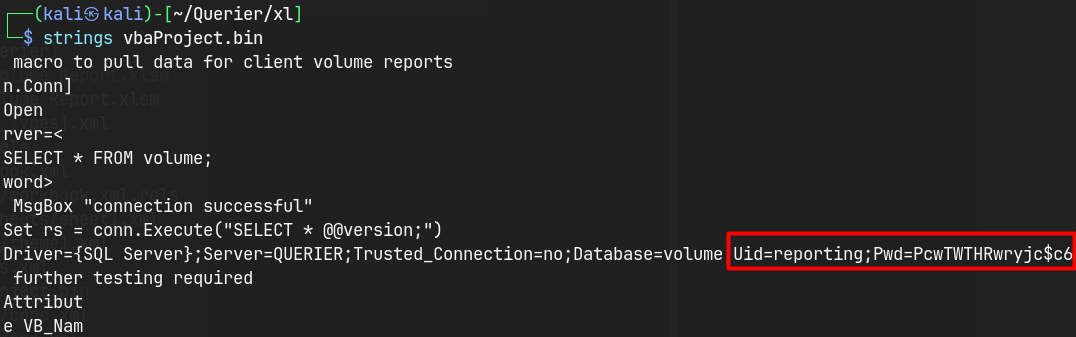 ┌──(kali㉿kali)-[~/Querier/xl]
└─$ strings vbaProject.bin
 macro to pull data for client volume reports
n.Conn]
Open
rver=<
SELECT * FROM volume;
word>
 MsgBox "connection successful"
Set rs = conn.Execute("SELECT * @@version;")
Driver={SQL Server};Server=QUERIER;Trusted_Connection=no;Database=volume;Uid=reporting;Pwd=PcwTWTHRwryjc$c6
 further testing required
Attribut
e VB_Nam